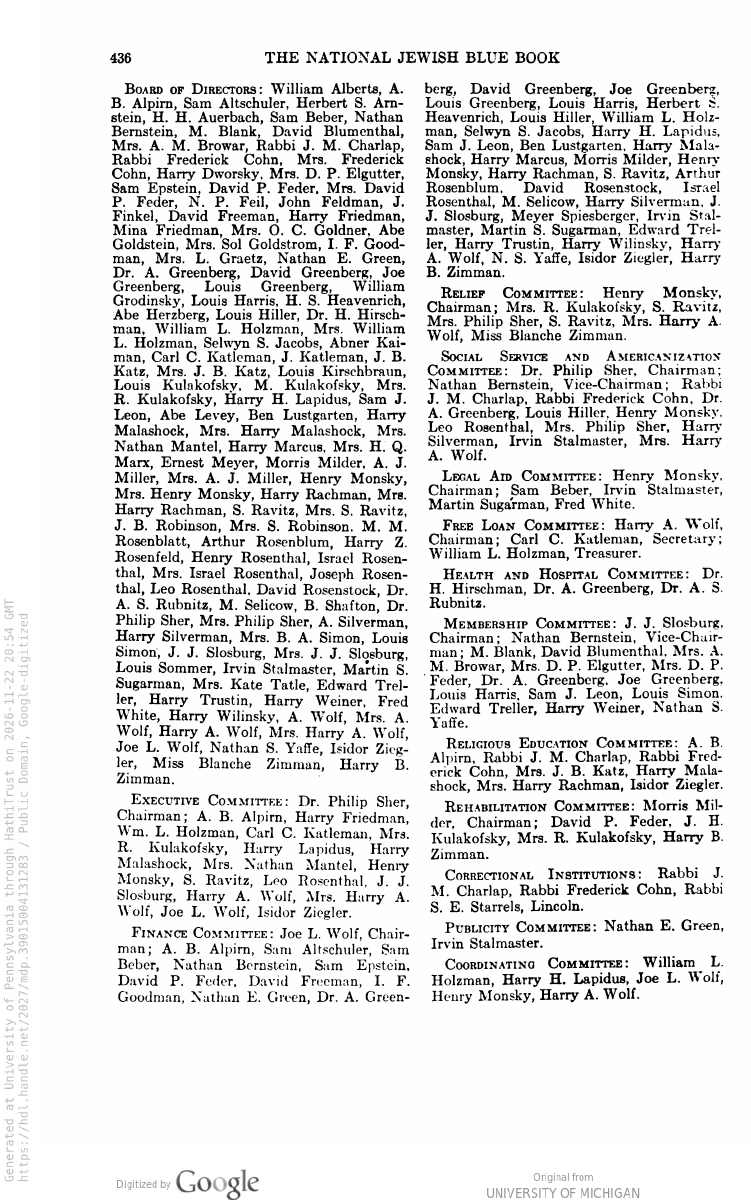 436
THE NATIONAL JEWISH BLUE BOOK
BOARD OF DIRECTORS: William Alberts, A.
B. Alpirn, Sam Altschuler, Herbert S. Arn-
stein, H. H. Auerbach, Sam Beber, Nathan
Bernstein, M. Blank, David Blumenthal,
Mrs. A. M. Browar, Rabbi J. M. Charlap,
Rabbi Frederick Cohn, Mrs. Frederick
Cohn, Harry Dworsky, Mrs. D. P. Elgutter,
Sam Epstein, David P. Feder, Mrs. David
P. Feder, N. P. Feil, John Feldman, J.
Finkel, David Freeman, Harry Friedman,
Mina Friedman, Mrs. O. C. Goldner, Abe
Goldstein, Mrs. Sol Goldstrom, I. F. Good-
man, Mrs. L. Graetz, Nathan E. Green,
Dr. A. Greenberg, David Greenberg, Joe
Greenberg, Louis Greenberg, William
Grodinsky, Louis Harris, H. S. Heavenrich,
Abe Herzberg, Louis Hiller, Dr. H. Hirsch-
man, William L. Holzman, Mrs. William
L. Holzman, Selwyn S. Jacobs, Abner Kai-
man, Carl C. Katleman, J. Katleman, J. B.
Katz, Mrs. J. B. Katz, Louis Kirschbraun,
Louis Kulakofsky, M. Kulakofsky, Mrs.
R. Kulakofsky, Harry H. Lapidus, Sam J.
Leon, Abe Levey, Ben Lustgarten, Harry
Malashock, Mrs. Harry Malashock, Mrs.
Nathan Mantel, Harry Marcus, Mrs. H. Q.
Marx, Ernest Meyer, Morris Milder, A. J.
Miller, Mrs. A. J. Miller, Henry Monsky,
Mrs. Henry Monsky, Harry Rachman, Mrs.
Harry Rachman, S. Ravitz, Mrs. S. Ravitz,
J. B. Robinson, Mrs. S. Robinson, M. M.
Rosenblatt, Arthur Rosenblum, Harry Z.
Rosenfeld, Henry Rosenthal, Israel Rosen-
thal, Mrs. Israel Rosenthal, Joseph Rosen-
thal, Leo Rosenthal, David Rosenstock, Dr.
A. S. Rubnitz, M. Selicow, B. Shafton, Dr.
Philip Sher, Mrs. Philip Sher, A. Silverman,
Harry Silverman, Mrs. B. A. Simon, Louis
Simon, J. J. Slosburg, Mrs. J. J. Slosburg,
Louis Sommer, Irvin Stalmaster, Martin S.
Sugarman, Mrs. Kate Tatle, Edward Trel-
ler, Harry Trustin, Harry Weiner, Fred
White, Harry Wilinsky, A. Wolf, Mrs. A.
Wolf, Harry A. Wolf, Mrs. Harry A. Wolf,
Joe L. Wolf, Nathan S. Yaffe, Isidor Zieg-
ler, Miss Blanche Zimman, Harry B.
Zimman.
EXECUTIVE COMMITTEE: Dr. Philip Sher,
Chairman; A. B. Alpirn, Harry Friedman,
Wm. L. Holzman, Carl C. Katleman, Mrs.
R. Kulakofsky, Harry Lapidus, Harry
Malashock, Mrs. Nathan Mantel, Henry
Monsky, S. Ravitz, Leo Rosenthal, J. J.
Slosburg, Harry A. Wolf, Mrs. Harry A.
Wolf, Joe L. Wolf, Isidor Ziegler.
FINANCE COMMITTEE: Joe L. Wolf, Chair-
man; A. B. Alpirn, Sam Altschuler, Sam
Beber, Nathan Bernstein, Sam Epstein,
David P. Feder, David Freeman, I. F.
Goodman, Nathan E. Green, Dr. A. Green-
berg, David Greenberg, Joe Greenberg,
Louis Greenberg, Louis Harris, Herbert S.
Heavenrich, Louis Hiller, William L. Holz-
man, Selwyn S. Jacobs, Harry H. Lapidus,
Sam J. Leon, Ben Lustgarten, Harry Mala-
shock, Harry Marcus, Morris Milder, Henry
Monsky, Harry Rachman, S. Ravitz, Arthur
Rosenblum, David Rosenstock, Israel
Rosenthal, M. Selicow, Harry Silverman, J.
J. Slosburg, Meyer Spiesberger, Irvin Stal-
master, Martin S. Sugarman, Edward Trel-
ler, Harry Trustin, Harry Wilinsky, Harry
A. Wolf, N. S. Yaffe, Isidor Ziegler, Harry
B. Zimman.
RELIEF COMMITTEE: Henry Monsky,
Chairman; Mrs. R. Kulakofsky, S. Ravitz,
Mrs. Philip Sher, S. Ravitz, Mrs. Harry A.
Wolf, Miss Blanche Zimman.
SOCIAL SERVICE AND AMERICANIZATION
COMMITTEE: Dr. Philip Sher, Chairman;
Nathan Bernstein, Vice-Chairman; Rabbi
J. M. Charlap, Rabbi Frederick Cohn, Dr.
A. Greenberg, Louis Hiller, Henry Monsky,
Leo Rosenthal, Mrs. Philip Sher, Harry
Silverman, Irvin Stalmaster, Mrs. Harry
A. Wolf.
LEGAL AID COMMITTEE: Henry Monsky,
Chairman; Sam Beber, Irvin Stalmaster,
Martin Sugarman, Fred White.
FREE LOAN COMMITTEE: Harry A. Wolf,
Chairman; Carl C. Katleman, Secretary;
William L. Holzman, Treasurer.
HEALTH AND HOSPITAL COMMITTEE: Dr.
H. Hirschman, Dr. A. Greenberg, Dr. A. S.
Rubnitz.
MEMBERSHIP COMMITTEE: J. J. Slosburg,
Chairman; Nathan Bernstein, Vice-Chair-
man; M. Blank, David Blumenthal, Mrs. A.
M. Browar, Mrs. D. P. Elgutter, Mrs. D. P.
Feder, Dr. A. Greenberg, Joe Greenberg,
Louis Harris, Sam J. Leon, Louis Simon,
Edward Treller, Harry Weiner, Nathan S.
Yaffe.
RELIGIOUS EDUCATION COMMITTEE: A. B.
Alpirn, Rabbi J. M. Charlap, Rabbi Fred-
erick Cohn, Mrs. J. B. Katz, Harry Mala-
shock, Mrs. Harry Rachman, Isidor Ziegler.
REHABILITATION COMMITTEE: Morris Mil-
der, Chairman; David P. Feder, J. H.
Kulakofsky, Mrs. R. Kulakofsky, Harry B.
Zimman.
CORRECTIONAL INSTITUTIONS: Rabbi J.
M. Charlap, Rabbi Frederick Cohn, Rabbi
S. E. Starrels, Lincoln.
PUBLICITY COMMITTEE: Nathan E. Green,
Irvin Stalmaster.
COORDINATING COMMITTEE: William L.
Holzman, Harry H. Lapidus, Joe L. Wolf,
Henry Monsky, Harry A. Wolf.
Generated at University of Pennsylvania through HathiTrust on 2026-11-22 20:54 GMT
https://hdl.handle.net/2027/mdp.39015004131283 / Public Domain, Google-digitized
Digitized by Google
Original from
UNIVERSITY OF MICHIGAN